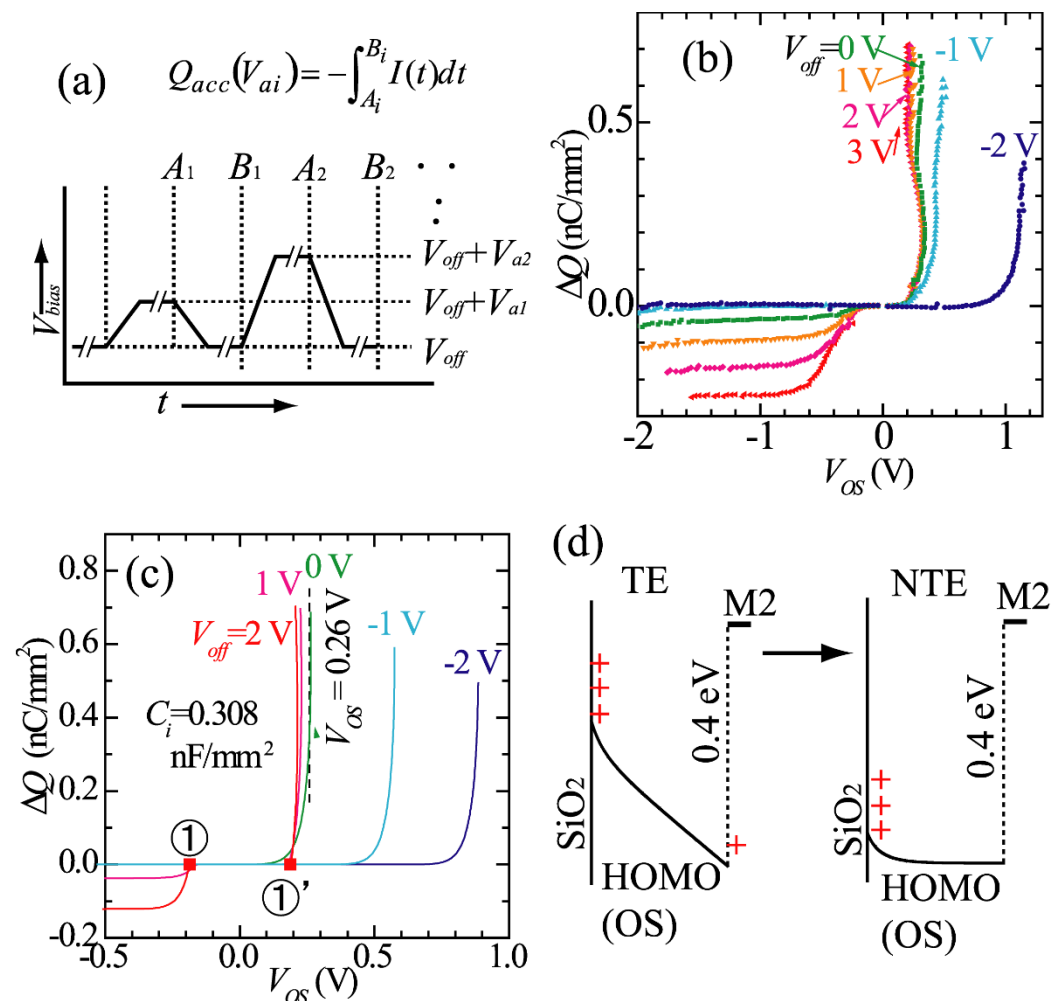 (a)
Q_acc(V_ai) = -∫_{A_i}^{B_i} I(t)dt
A1 B1 A2 B2 · · ·
V_off+V_a2
V_off+V_a1
V_off
V_bias
t
(b)
V_off= 0 V -1 V
1 V
2 V
3 V
-2 V
0.5
0.0
ΔQ (nC/mm²)
-2 -1 0 1
V_OS (V)
(c)
0.8
0.6
0.4
0.2
0.0
-0.2
ΔQ (nC/mm²)
1 V 0 V
V_off=2 V
-1 V
-2 V
V_OS = 0.26 V
C_i=0.308
nF/mm²
①
①'
-0.5 0.0 0.5 1.0
V_OS (V)
(d)
TE NTE
M2 M2
+ + + +
+ + +
0.4 eV
0.4 eV
SiO₂
SiO₂
HOMO
(OS)
HOMO
(OS)